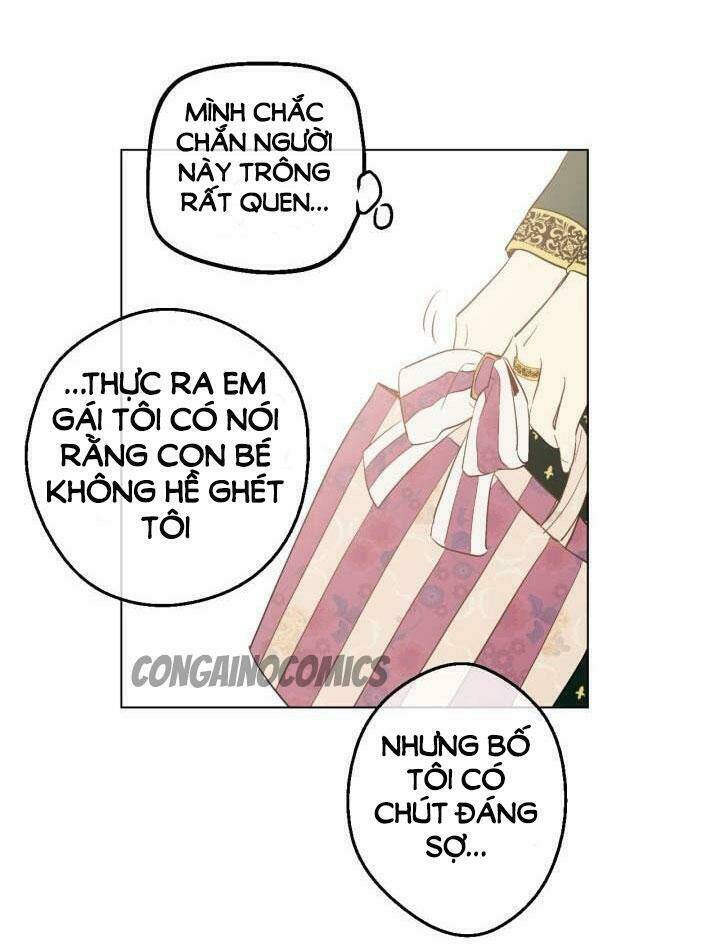 MÌNH CHẮC
CHẮN NGƯỜI
NÀY TRÔNG
RẤT QUEN...
...THỰC RA EM
GÁI TÔI CÓ NÓI
RẰNG CON BÉ
KHÔNG HỀ GHÉT
TÔI
CONGAINOCOMICS
NHƯNG BỐ
TÔI CÓ
CHÚT ĐÁNG
SỢ...